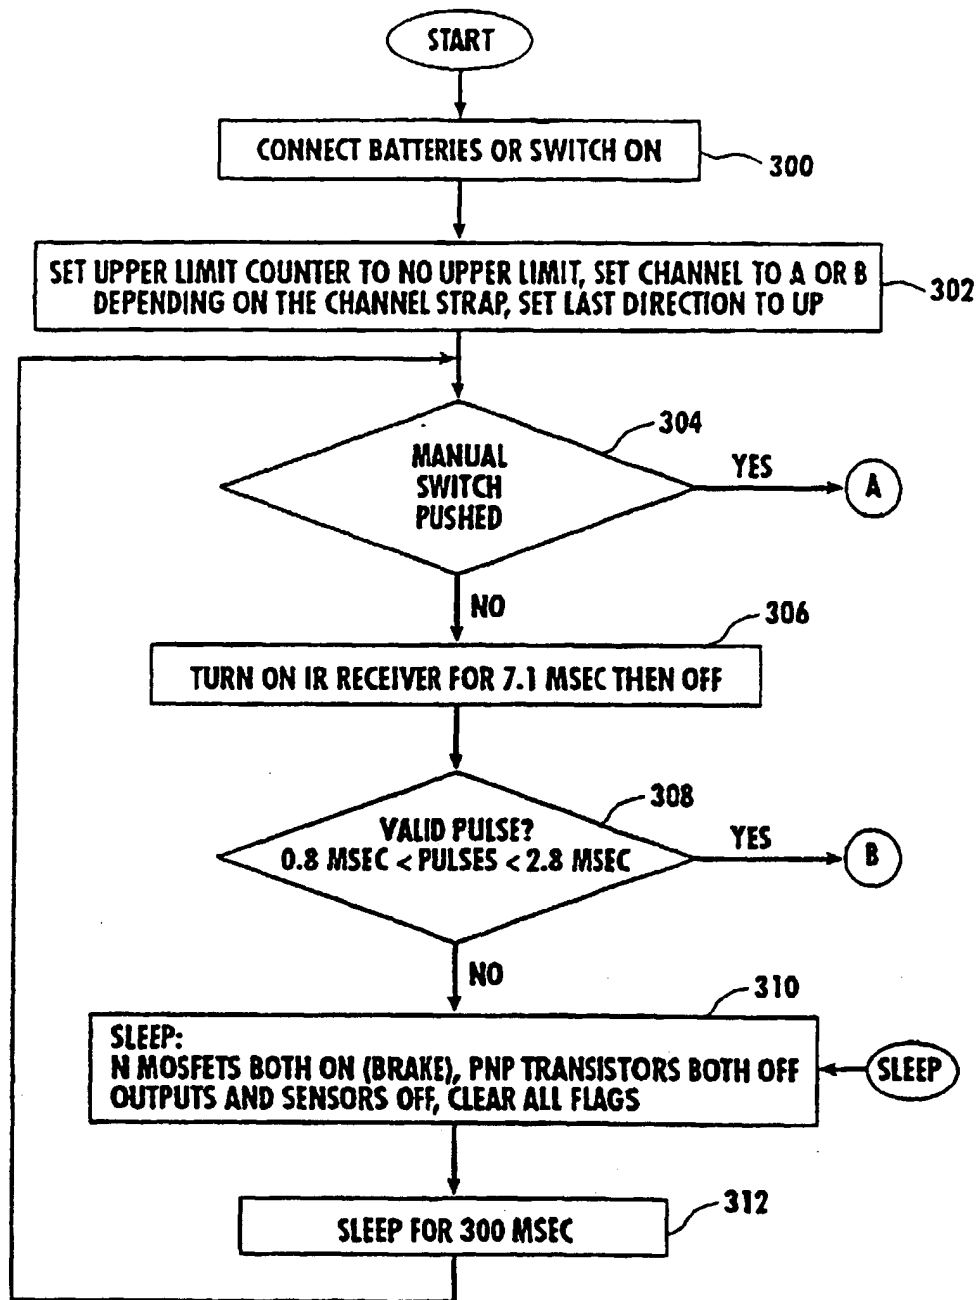 START
CONNECT BATTERIES OR SWITCH ON
300
SET UPPER LIMIT COUNTER TO NO UPPER LIMIT, SET CHANNEL TO A OR B
DEPENDING ON THE CHANNEL STRAP, SET LAST DIRECTION TO UP
302
304
MANUAL
SWITCH
PUSHED
YES
A
NO
306
TURN ON IR RECEIVER FOR 7.1 MSEC THEN OFF
308
VALID PULSE?
0.8 MSEC < PULSES < 2.8 MSEC
YES
B
NO
310
SLEEP:
N MOSFETS BOTH ON (BRAKE), PNP TRANSISTORS BOTH OFF
OUTPUTS AND SENSORS OFF, CLEAR ALL FLAGS
SLEEP
312
SLEEP FOR 300 MSEC